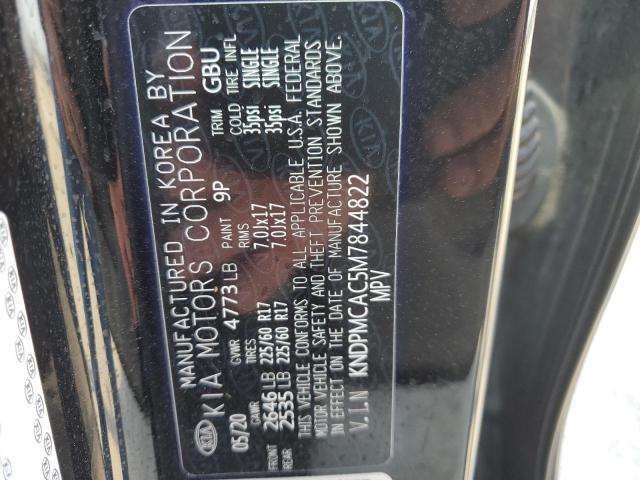 MANUFACTURED IN KOREA BY
KIA KIA MOTORS CORPORATION
05/20 GVWR 4773 LB PAINT 9P TRIM GBU
GAWR TIRES RIMS COLD TIRE INFL
FRONT 2646 LB 225/60 R17 7.0Jx17 35psi SINGLE
REAR 2535 LB 225/60 R17 7.0Jx17 35psi SINGLE
THIS VEHICLE CONFORMS TO ALL APPLICABLE U.S.A. FEDERAL
MOTOR VEHICLE SAFETY AND THEFT PREVENTION STANDARDS
IN EFFECT ON THE DATE OF MANUFACTURE SHOWN ABOVE.
V.I.N KNDPMCAC5M7844822
MPV